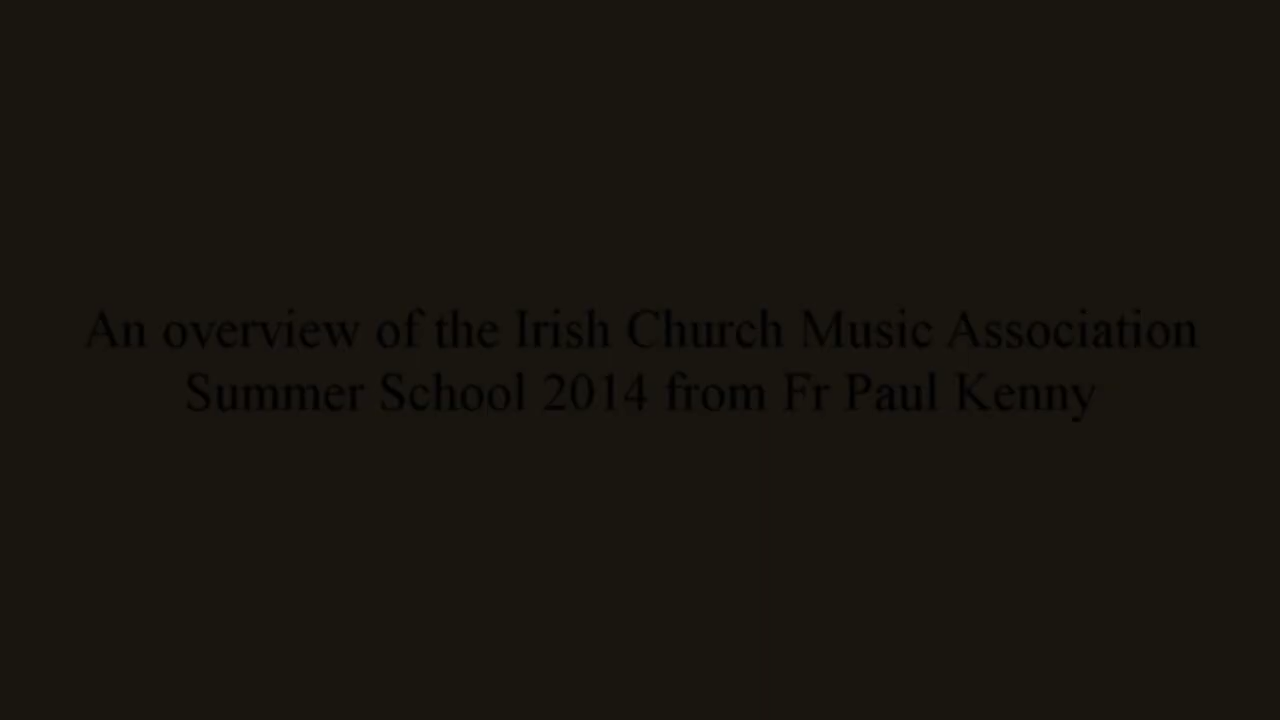 An overview of the Irish Church Music Association
Summer School 2014 from Fr Paul Kenny